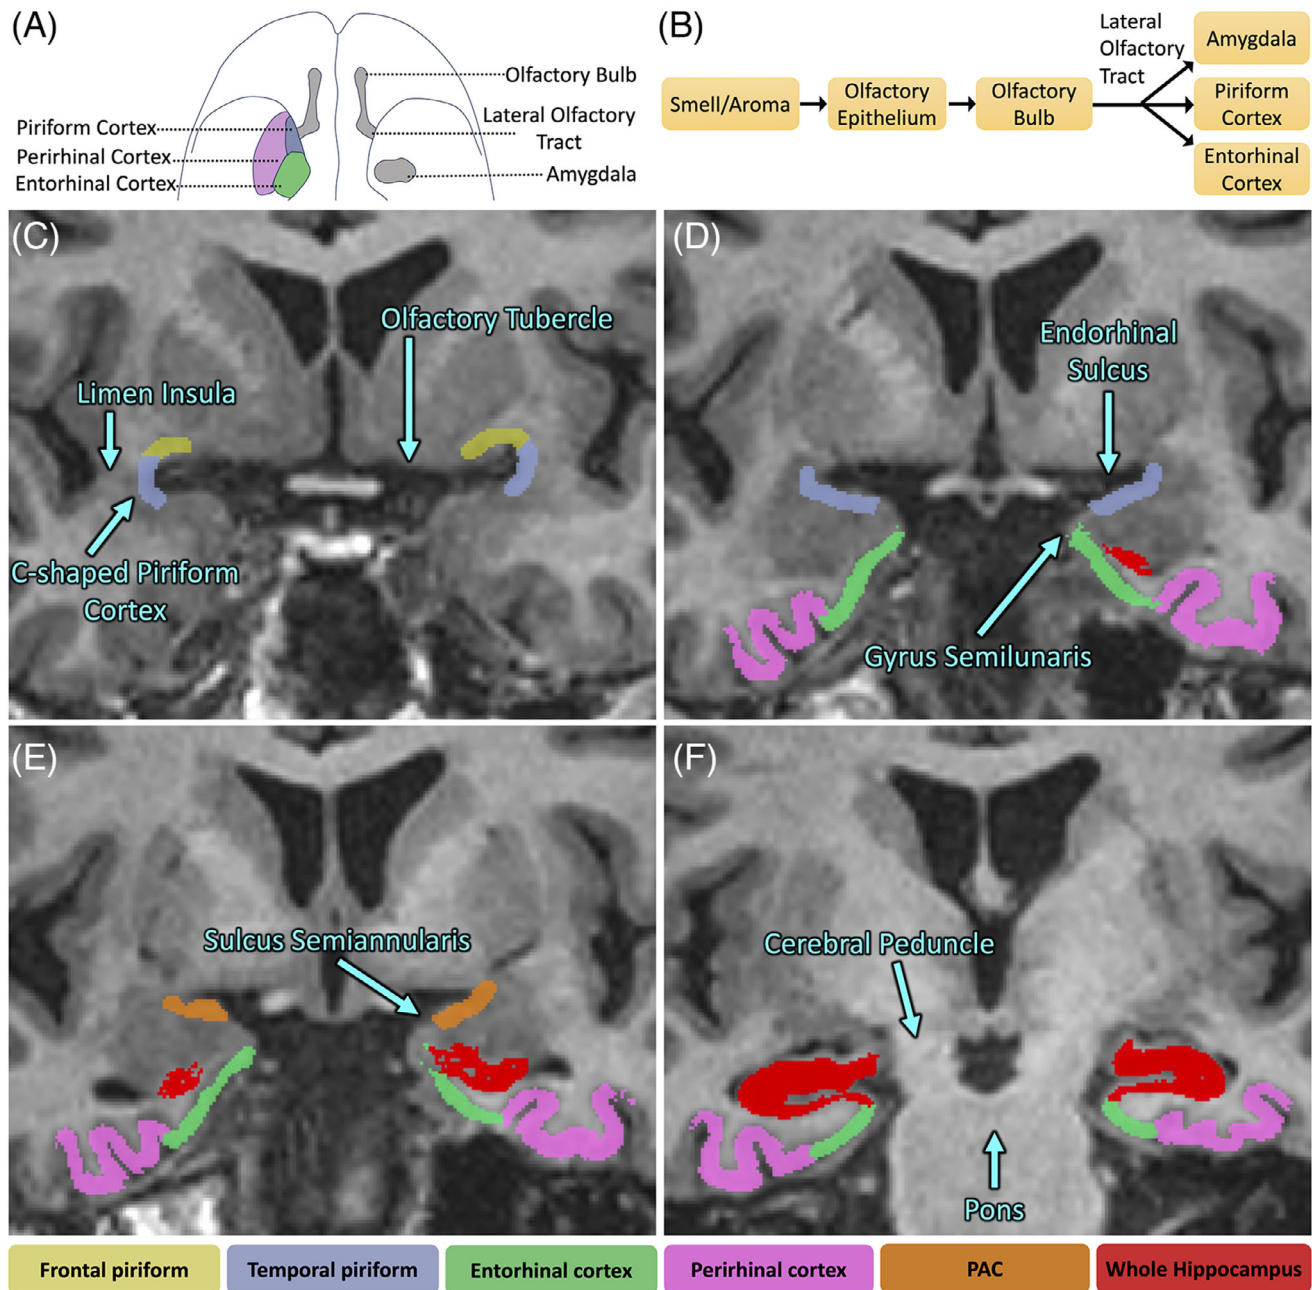 (A)
Olfactory Bulb
Lateral Olfactory
Tract
Amygdala
Piriform Cortex
Perirhinal Cortex
Entorhinal Cortex
(B)
Smell/Aroma
Olfactory
Epithelium
Olfactory
Bulb
Lateral
Olfactory
Tract
Amygdala
Piriform
Cortex
Entorhinal
Cortex
(C)
Olfactory Tubercle
Limen Insula
C-shaped Piriform
Cortex
(D)
Endorhinal
Sulcus
Gyrus Semilunaris
(E)
Sulcus Semiannularis
(F)
Cerebral Peduncle
Pons
Frontal piriform
Temporal piriform
Entorhinal cortex
Perirhinal cortex
PAC
Whole Hippocampus